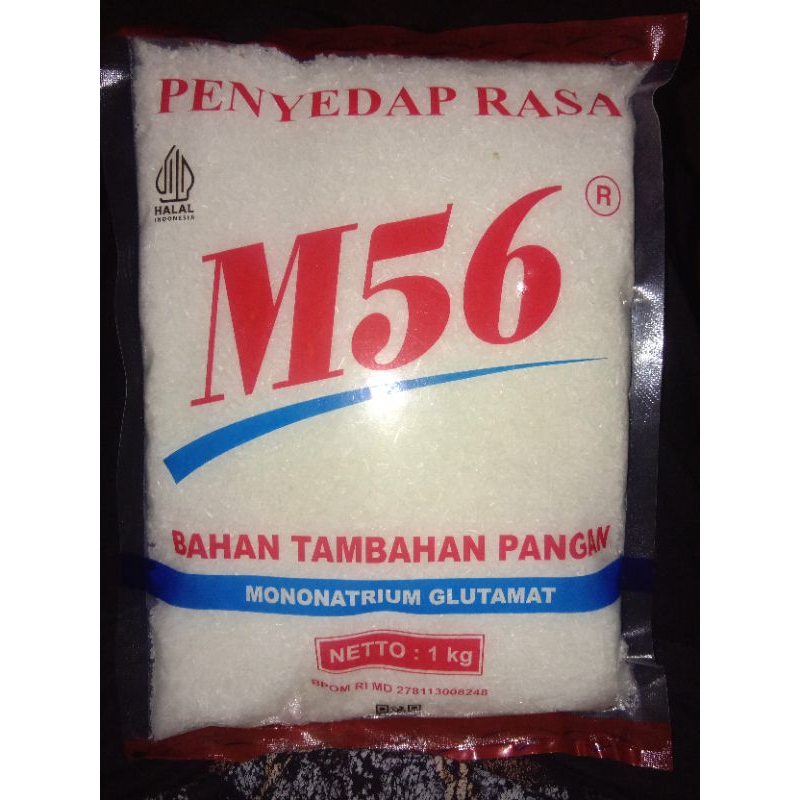 PENYEDAP RASA
HALAL
INDONESIA
M56
R
BAHAN TAMBAHAN PANGAN
MONONATRIUM GLUTAMAT
NETTO : 1 kg
BPOM RI MD 278113008248